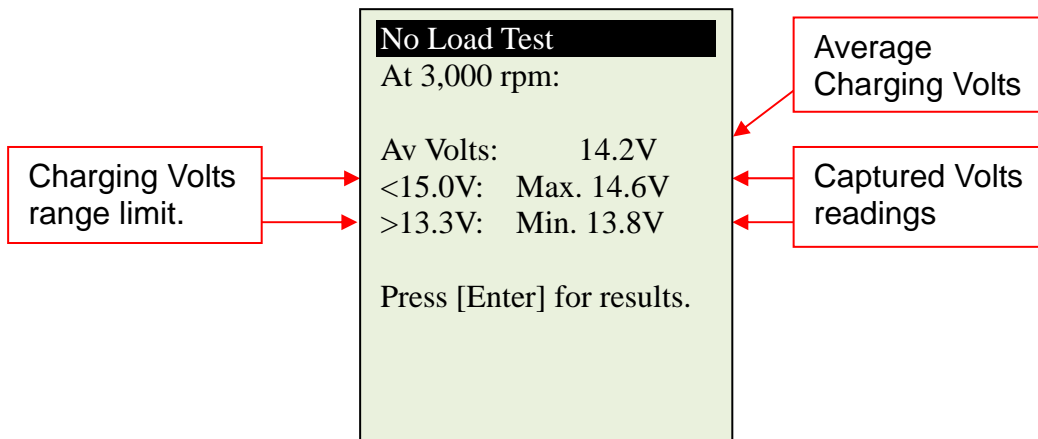 No Load Test
At 3,000 rpm:
Av Volts: 14.2V
<15.0V: Max. 14.6V
>13.3V: Min. 13.8V
Press [Enter] for results.
Charging Volts
range limit.
Average
Charging Volts
Captured Volts
readings